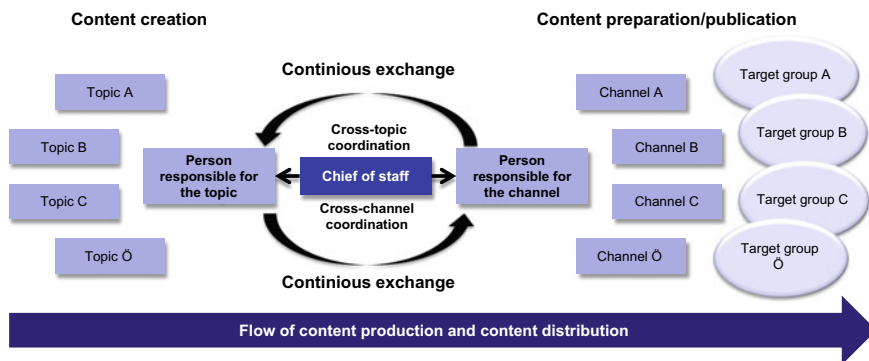 Content creation
Content preparation/publication
Continious exchange
Topic A
Topic B
Topic C
Topic Ö
Person
responsible for
the topic
Cross-topic
coordination
Chief of staff
Cross-channel
coordination
Person
responsible for
the channel
Continious exchange
Channel A
Channel B
Channel C
Channel Ö
Target group A
Target group B
Target group C
Target group
Ö
Flow of content production and content distribution